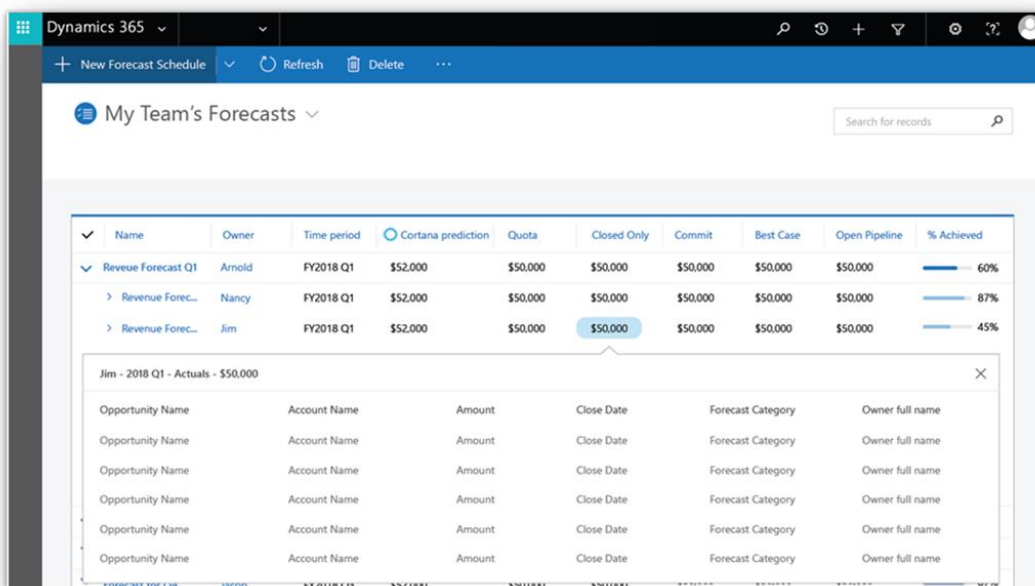 Dynamics 365
New Forecast Schedule Refresh Delete ...
My Team's Forecasts
Search for records
Name Owner Time period Cortana prediction Quota Closed Only Commit Best Case Open Pipeline % Achieved
Reveue Forecast Q1 Arnold FY2018 Q1 $52,000 $50,000 $50,000 $50,000 $50,000 $50,000 60%
Revenue Forec... Nancy FY2018 Q1 $52,000 $50,000 $50,000 $50,000 $50,000 $50,000 87%
Revenue Forec... Jim FY2018 Q1 $52,000 $50,000 $50,000 $50,000 $50,000 $50,000 45%
Jim - 2018 Q1 - Actuals - $50,000
Opportunity Name Account Name Amount Close Date Forecast Category Owner full name
Opportunity Name Account Name Amount Close Date Forecast Category Owner full name
Opportunity Name Account Name Amount Close Date Forecast Category Owner full name
Opportunity Name Account Name Amount Close Date Forecast Category Owner full name
Opportunity Name Account Name Amount Close Date Forecast Category Owner full name
Opportunity Name Account Name Amount Close Date Forecast Category Owner full name